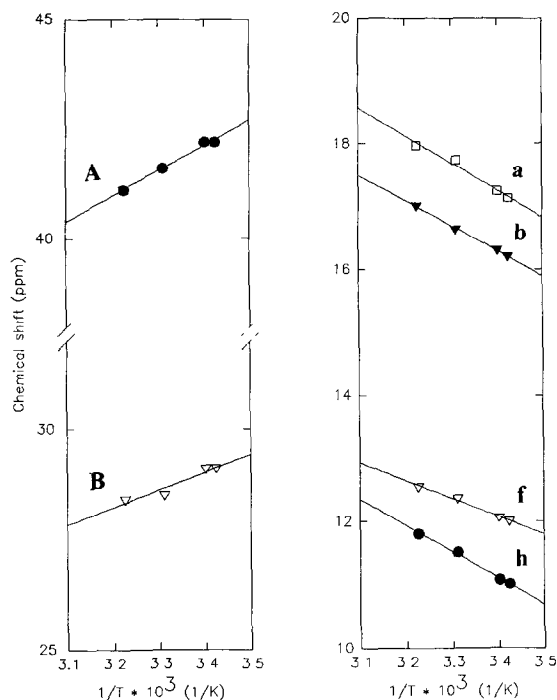 45
A
40
Chemical shift (ppm)
30
B
25
3.1 3.2 3.3 3.4 3.5
1/T * 10³ (1/K)
20
18
a
b
16
14
f
12
h
10
3.1 3.2 3.3 3.4 3.5
1/T * 10³ (1/K)